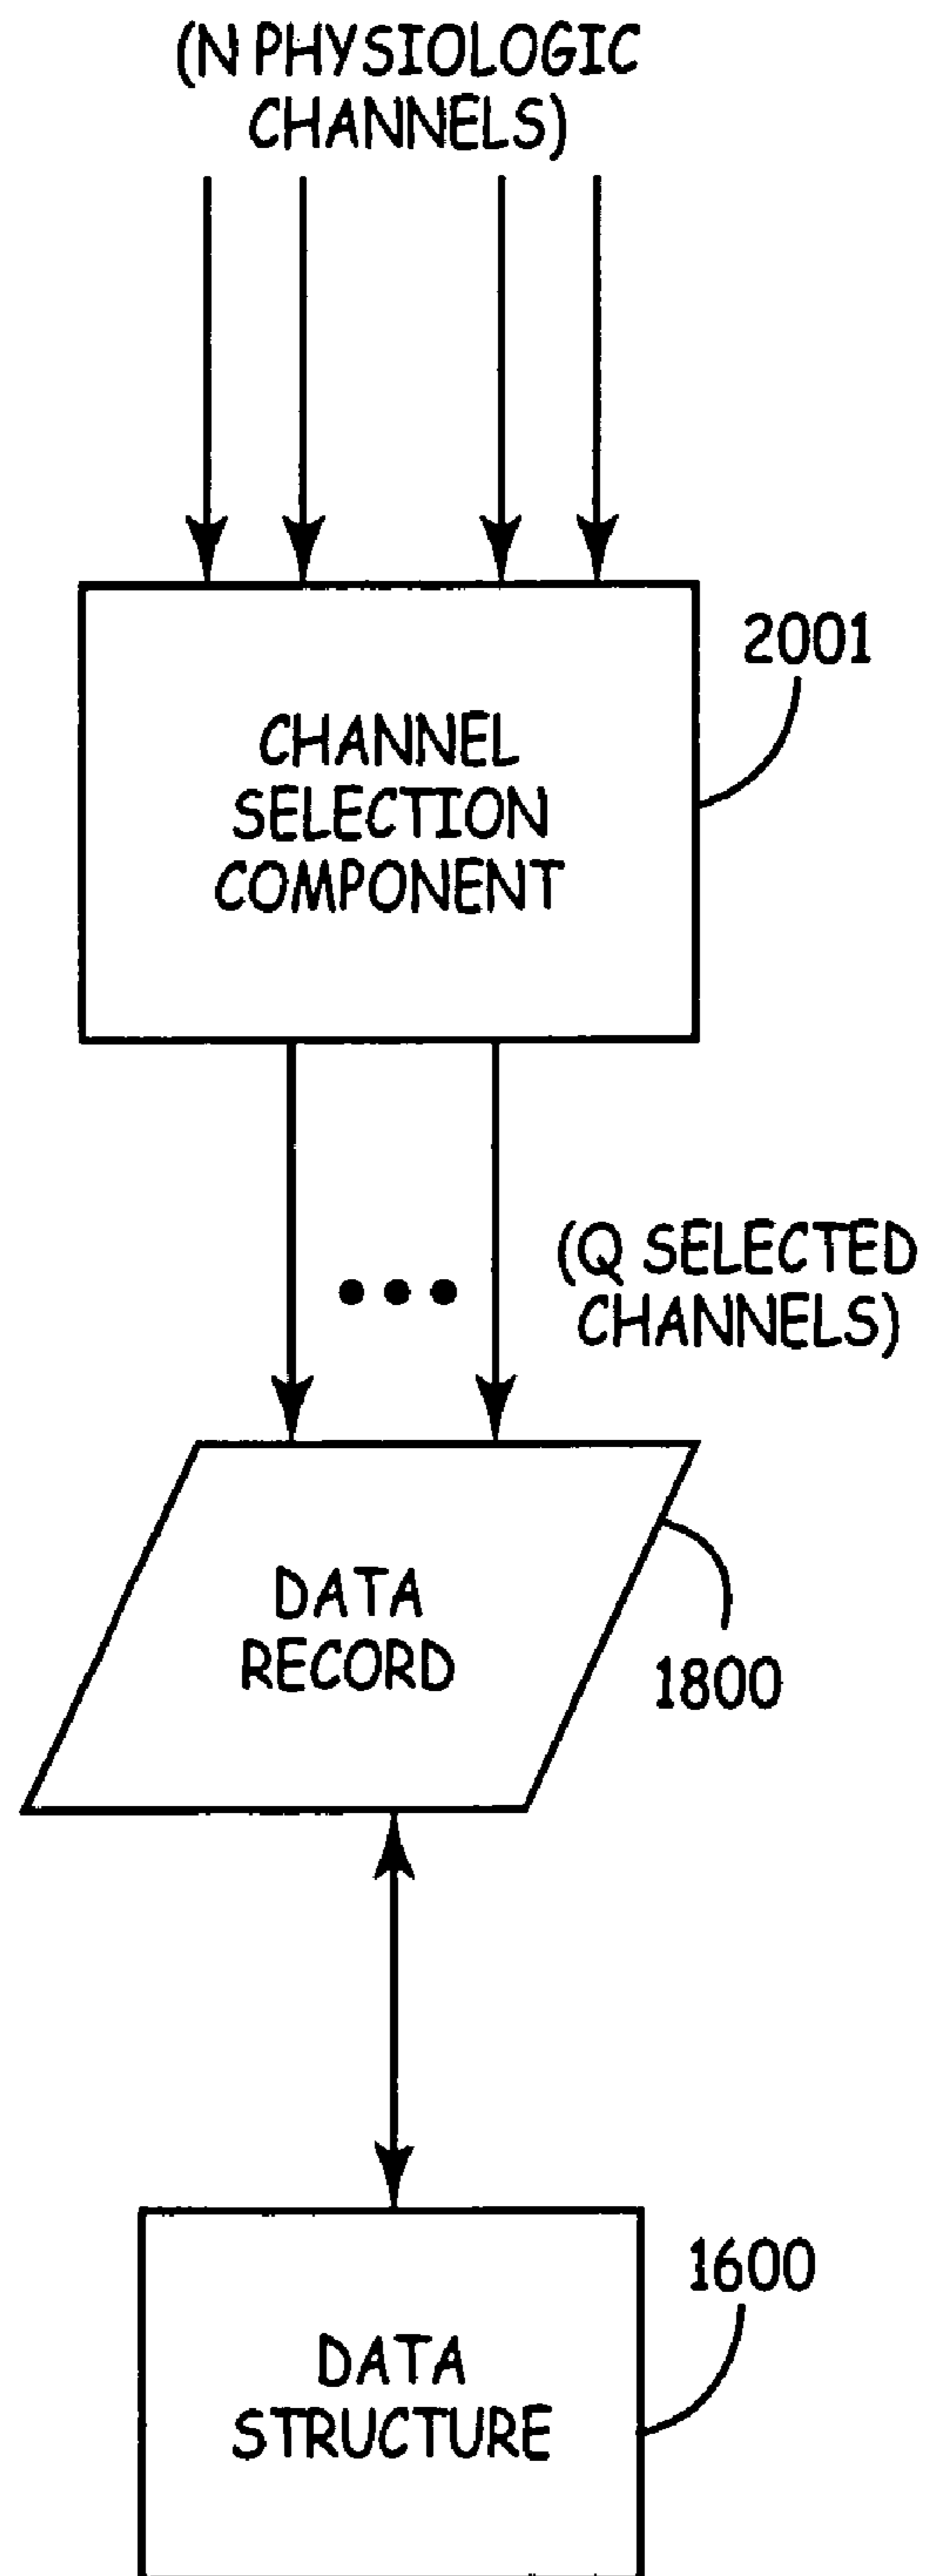 (N PHYSIOLOGIC
CHANNELS)
2001
CHANNEL
SELECTION
COMPONENT
(Q SELECTED
CHANNELS)
DATA
RECORD
1800
1600
DATA
STRUCTURE